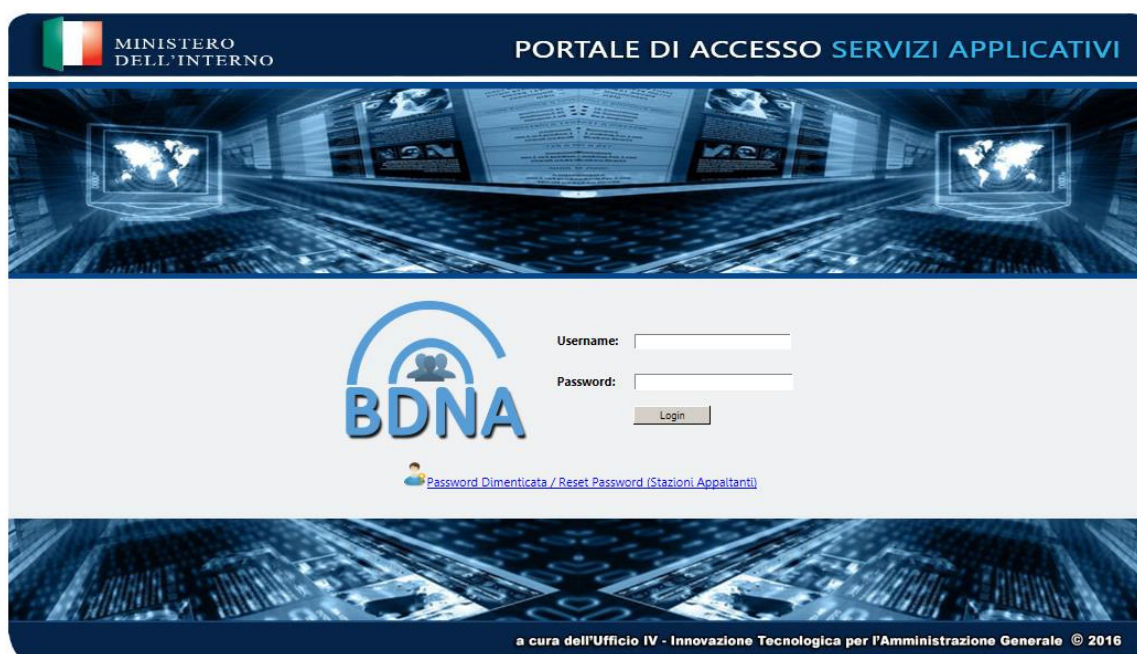 MINISTERO
DELL'INTERNO
PORTALE DI ACCESSO SERVIZI APPLICATIVI
BDNA
Username:
Password:
Login
Password Dimenticata / Reset Password (Stazioni Appaltanti)
a cura dell'Ufficio IV - Innovazione Tecnologica per l'Amministrazione Generale © 2016